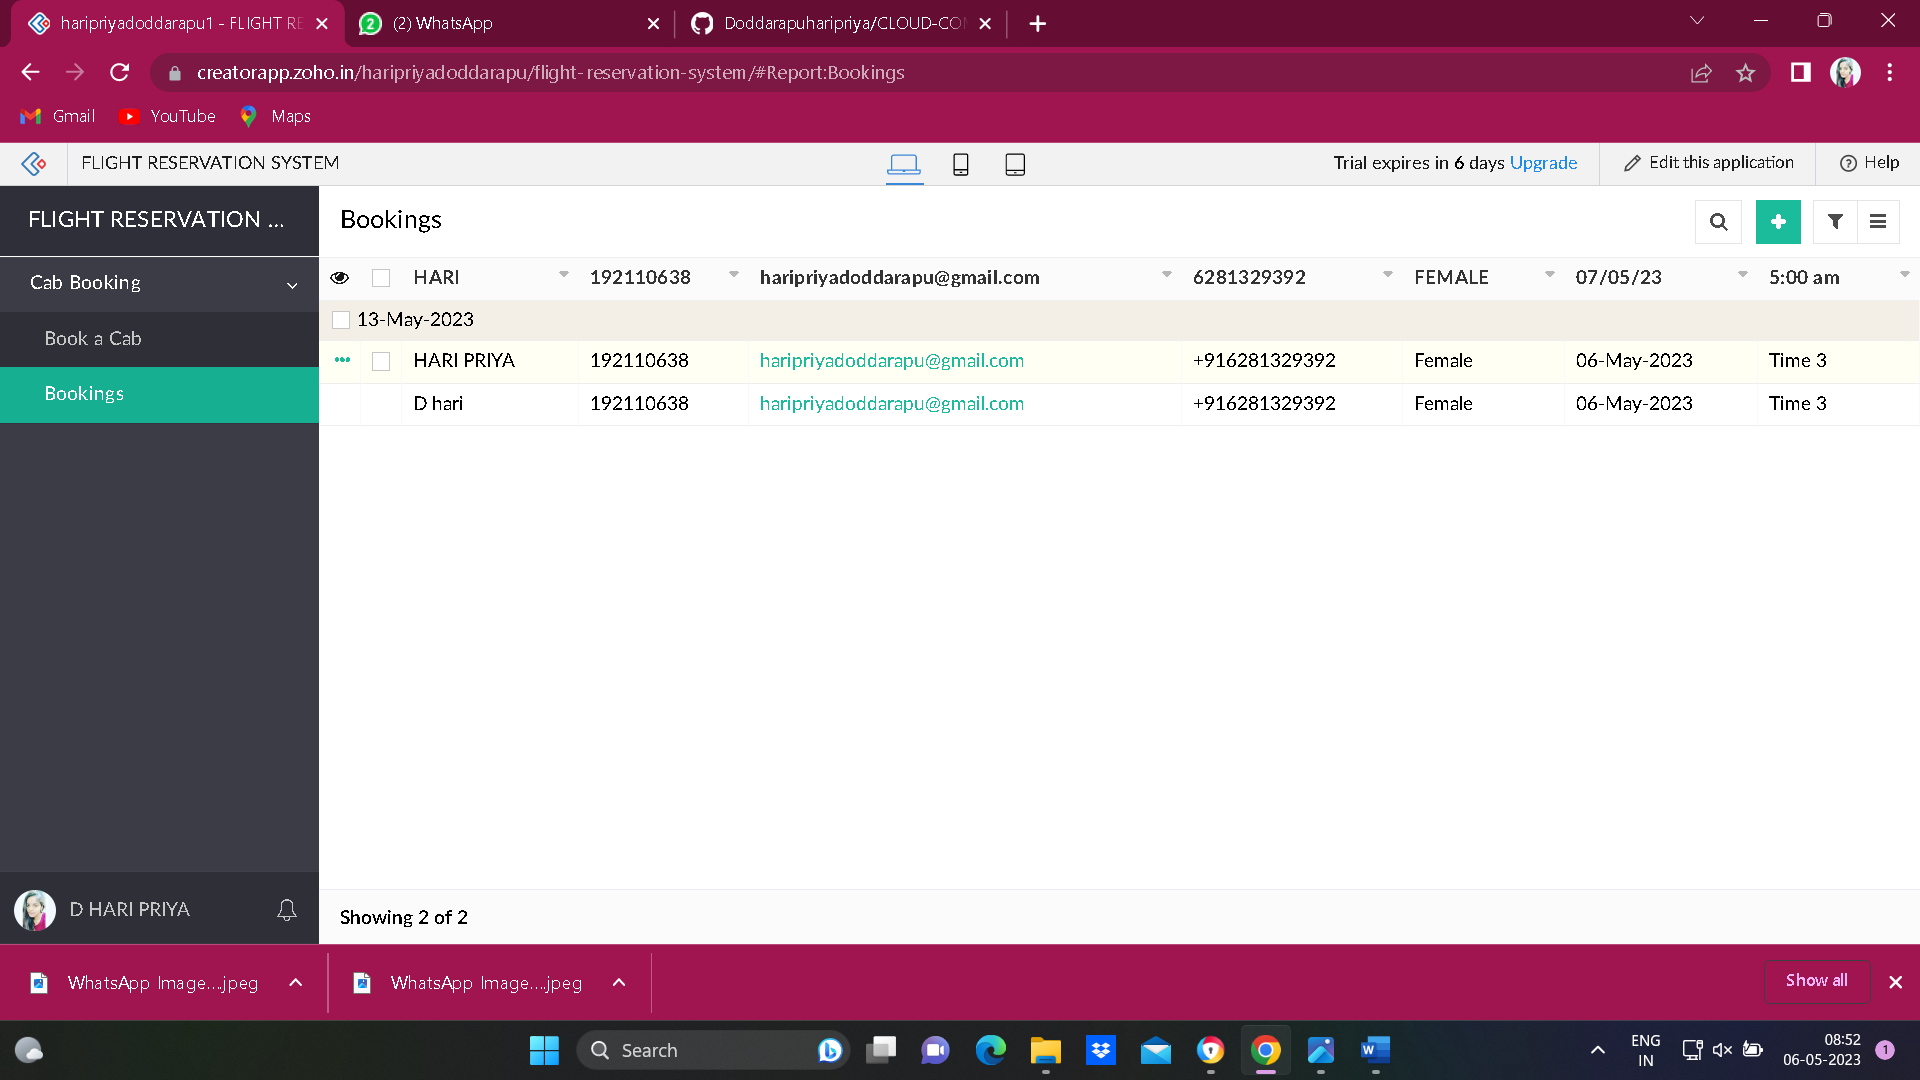 haripriyadoddarapu1 - FLIGHT RE
(2) WhatsApp
Doddarapuharipriya/CLOUD-CO
creatorapp.zoho.in/haripriyadoddarapu/flight-reservation-system/#Report:Bookings
Gmail YouTube Maps
FLIGHT RESERVATION SYSTEM
Trial expires in 6 days Upgrade
Edit this application
Help
FLIGHT RESERVATION ...
Cab Booking
Book a Cab
Bookings
Bookings
HARI 192110638 haripriyadoddarapu@gmail.com 6281329392 FEMALE 07/05/23 5:00 am
13-May-2023
HARI PRIYA 192110638 haripriyadoddarapu@gmail.com +916281329392 Female 06-May-2023 Time 3
D hari 192110638 haripriyadoddarapu@gmail.com +916281329392 Female 06-May-2023 Time 3
D HARI PRIYA
Showing 2 of 2
WhatsApp Image....jpeg
WhatsApp Image....jpeg
Show all
Search
ENG
IN
08:52
06-05-2023
1